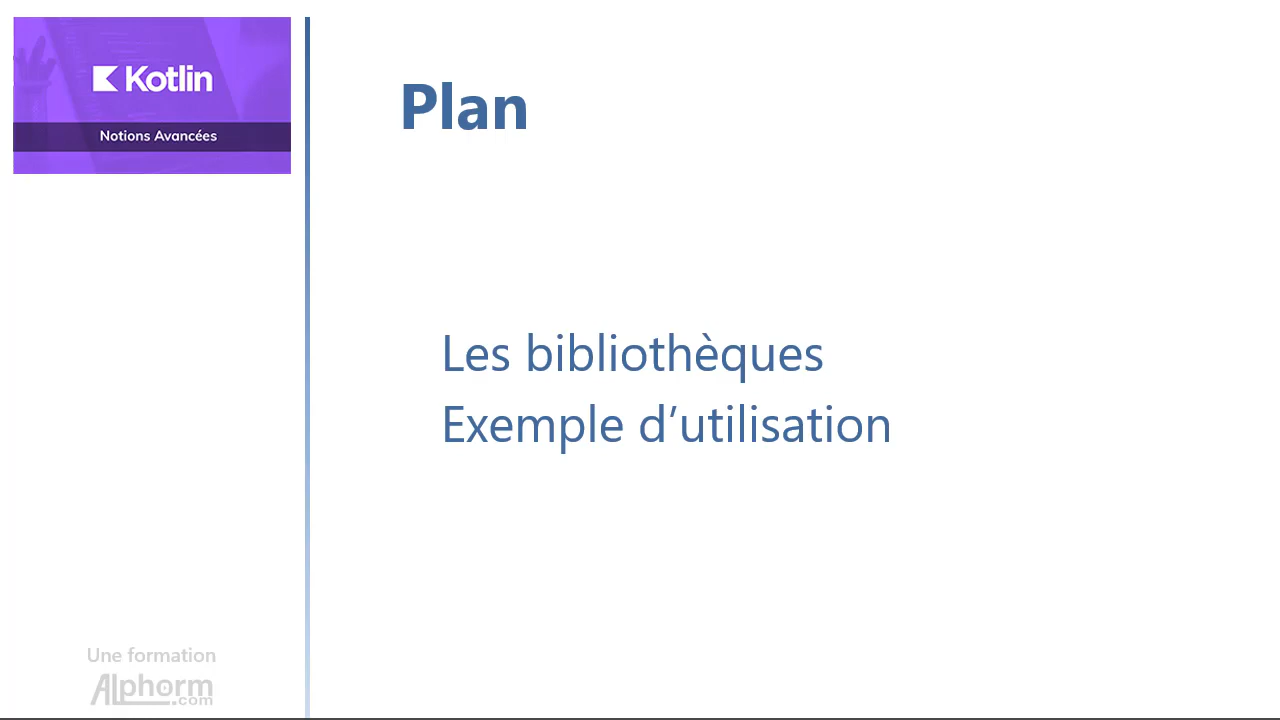 Kotlin
Notions Avancées
Plan
Les bibliothèques
Exemple d’utilisation
Une formation
Alphorm
.com